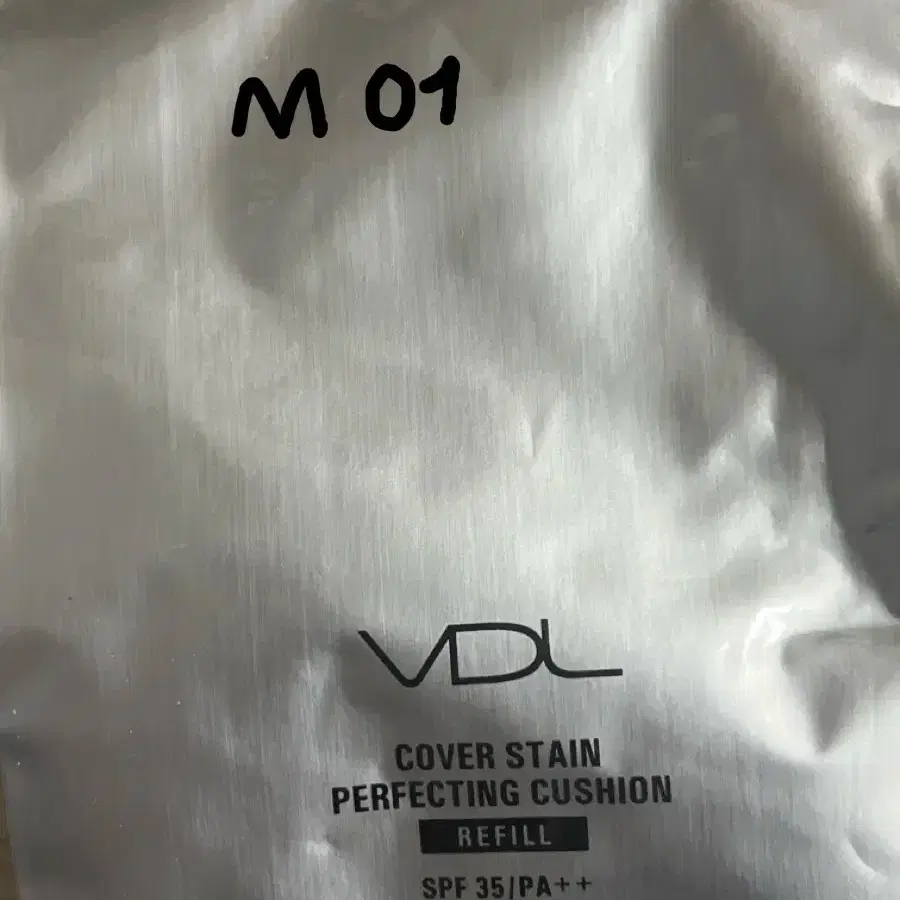 M 01
VDL
COVER STAIN
PERFECTING CUSHION
REFILL
SPF 35/PA++